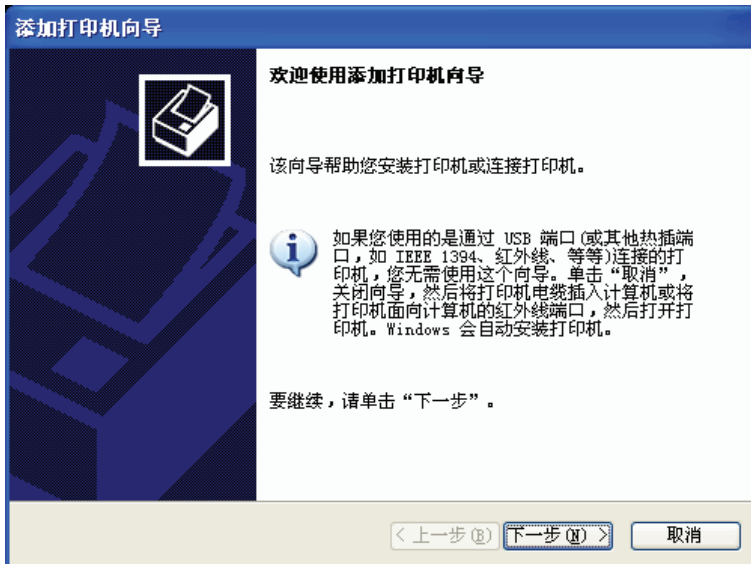 添加打印机向导
欢迎使用添加打印机向导
该向导帮助您安装打印机或连接打印机。
如果您使用的是通过 USB 端口(或其他热插端
口，如 IEEE 1394、红外线、等等)连接的打
印机，您无需使用这个向导。单击“取消”，
关闭向导，然后将打印机电缆插入计算机或将
打印机面向计算机的红外线端口，然后打开打
印机。Windows 会自动安装打印机。
要继续，请单击“下一步”。
< 上一步(B) 下一步(N) > 取消